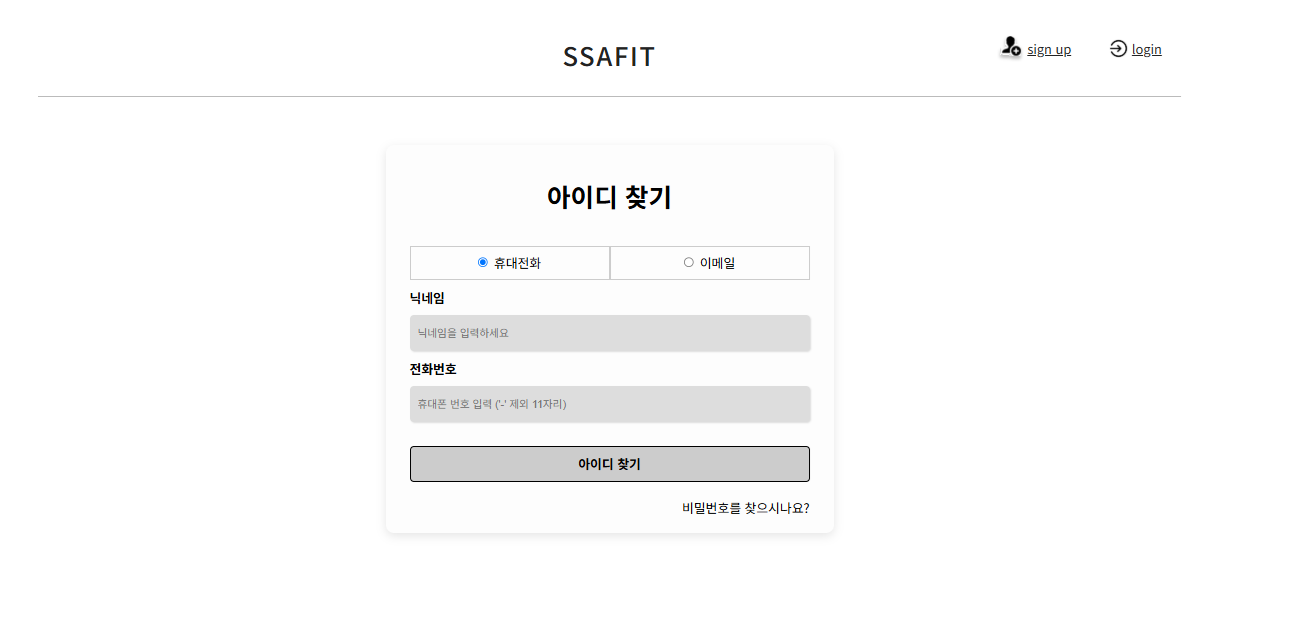 SSAFIT
sign up
login
아이디 찾기
휴대전화
이메일
닉네임
닉네임을 입력하세요
전화번호
휴대폰 번호 입력 ('-' 제외 11자리)
아이디 찾기
비밀번호를 찾으시나요?